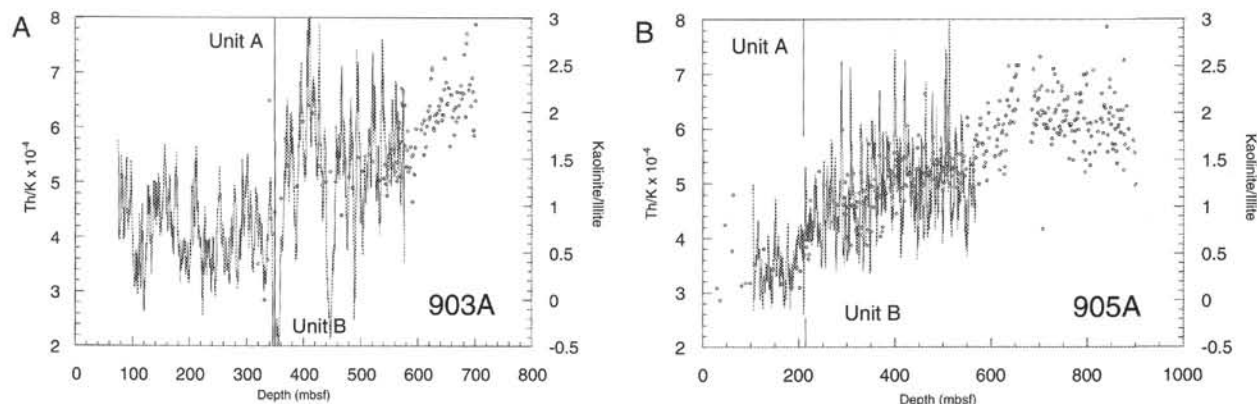 A
8
7
6
5
4
3
2
Th/K x 10⁻⁴
Unit A
Unit B
903A
3
2.5
2
1.5
1
0.5
0
-0.5
Kaolinite/Illite
0 100 200 300 400 500 600 700 800
Depth (mbsf)
B
8
7
6
5
4
3
2
Th/K x 10⁻⁴
Unit A
Unit B
905A
3
2.5
2
1.5
1
0.5
0
-0.5
Kaolinite/Illite
0 200 400 600 800 1000
Depth (mbsf)